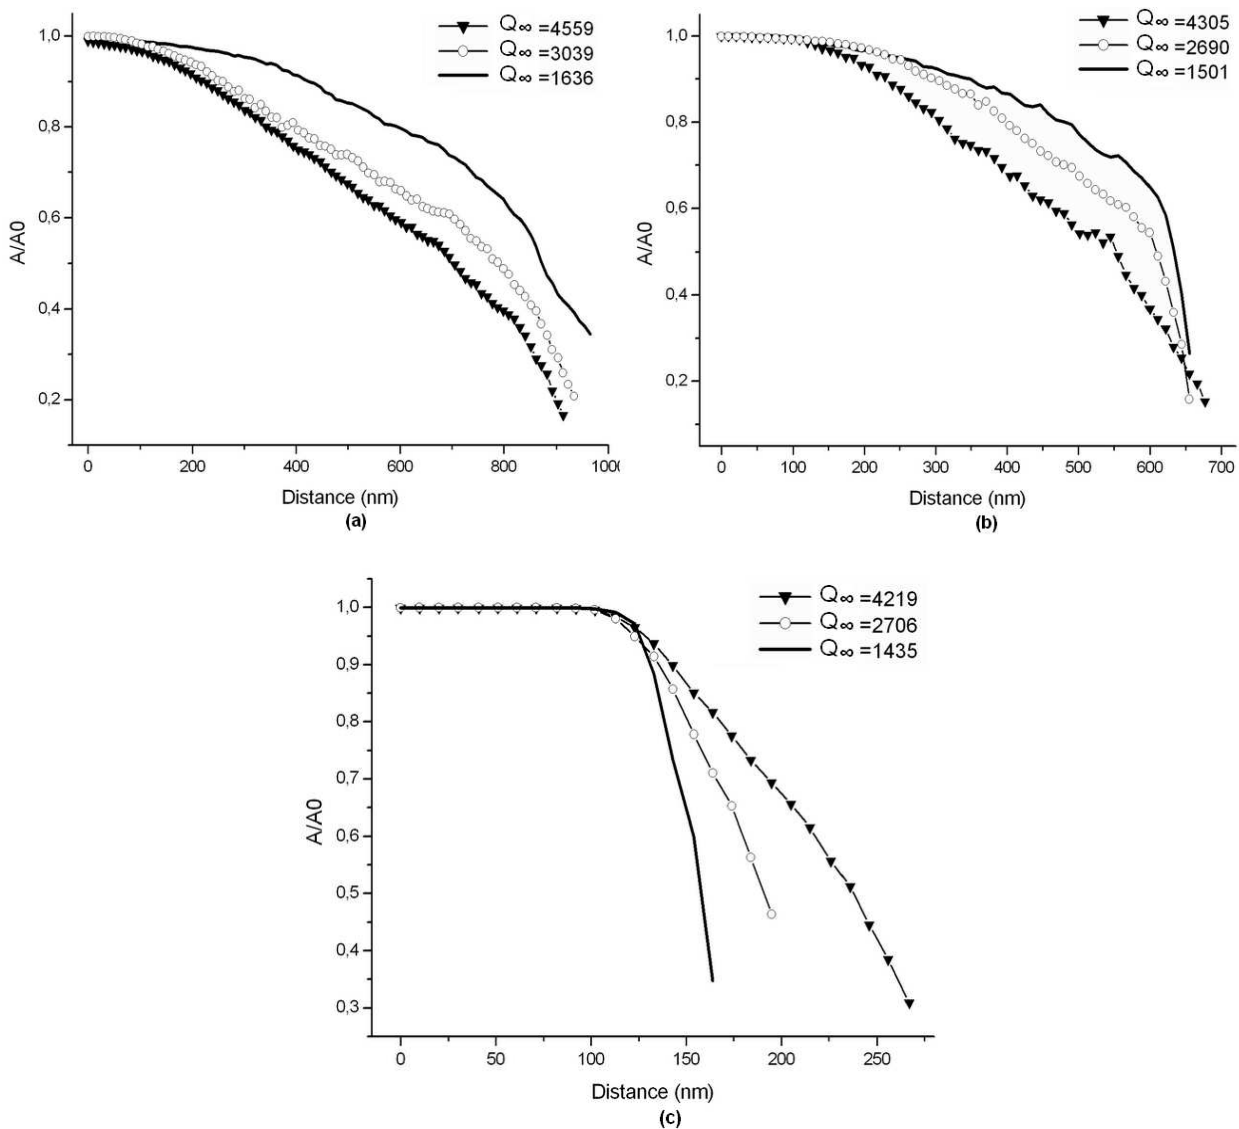 Q∞ =4559
Q∞ =3039
Q∞ =1636
1,0
0,8
0,6
0,4
0,2
A/A0
0 200 400 600 800 100
Distance (nm)
(a)
Q∞ =4305
Q∞ =2690
Q∞ =1501
1,0
0,8
0,6
0,4
0,2
A/A0
0 100 200 300 400 500 600 700
Distance (nm)
(b)
Q∞ =4219
Q∞ =2706
Q∞ =1435
1,0
0,9
0,8
0,7
0,6
0,5
0,4
0,3
A/A0
0 50 100 150 200 250
Distance (nm)
(c)